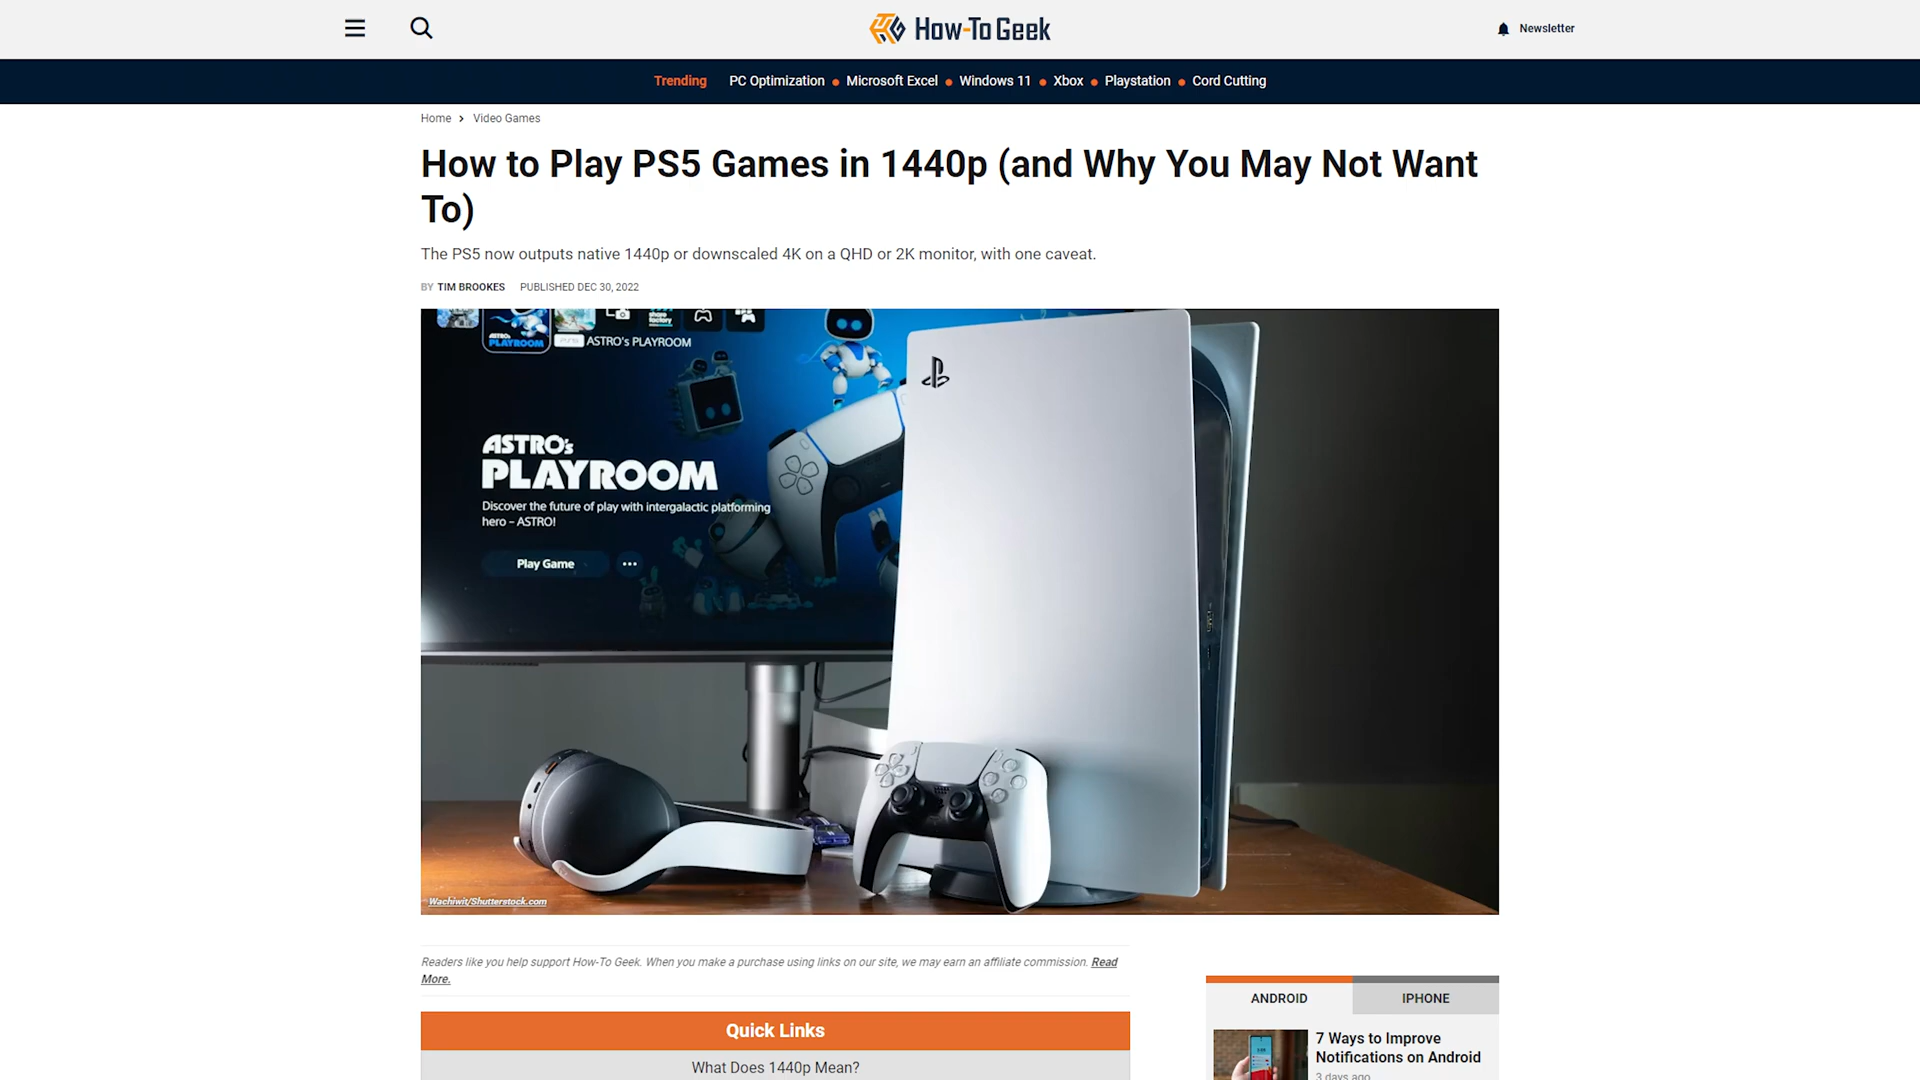 How-To Geek
Newsletter
Trending PC Optimization • Microsoft Excel • Windows 11 • Xbox • Playstation • Cord Cutting
Home > Video Games
How to Play PS5 Games in 1440p (and Why You May Not Want
To)
The PS5 now outputs native 1440p or downscaled 4K on a QHD or 2K monitor, with one caveat.
BY TIM BROOKES PUBLISHED DEC 30, 2022
ASTRO's PLAYROOM
ASTRO's
PLAYROOM
Discover the future of play with intergalactic platforming
hero – ASTRO!
Play Game
Wachiwit/Shutterstock.com
Readers like you help support How-To Geek. When you make a purchase using links on our site, we may earn an affiliate commission. Read
More.
Quick Links
What Does 1440p Mean?
ANDROID
IPHONE
7 Ways to Improve
Notifications on Android
3 days ago